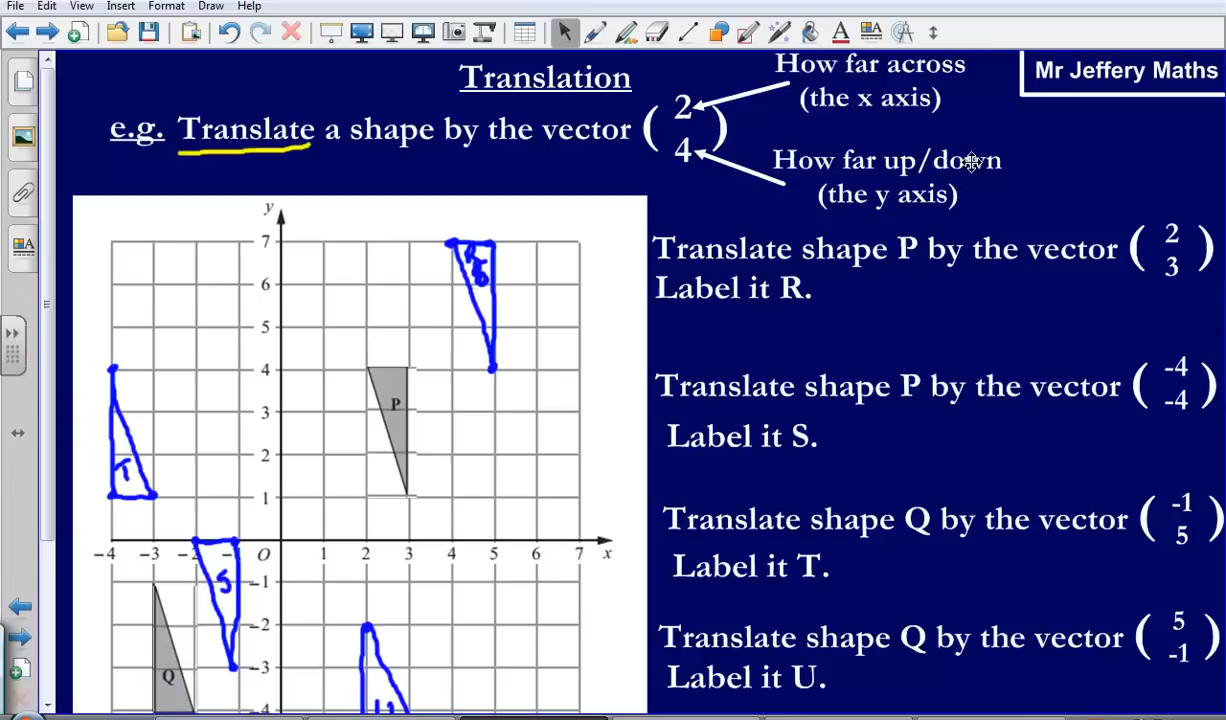 File Edit View Insert Format Draw Help
Translation
How far across
(the x axis)
Mr Jeffery Maths
e.g. Translate a shape by the vector ( 2
4 )
How far up/down
(the y axis)
Translate shape P by the vector ( 2
3 )
Label it R.
Translate shape P by the vector ( -4
-4 )
Label it S.
Translate shape Q by the vector ( -1
5 )
Label it T.
Translate shape Q by the vector ( 5
-1 )
Label it U.
y
7
6
5
4
3
2
1
-4 -3 -2 -1 O 1 2 3 4 5 6 7 x
-1
-2
-3
-4
P
T
S
Q